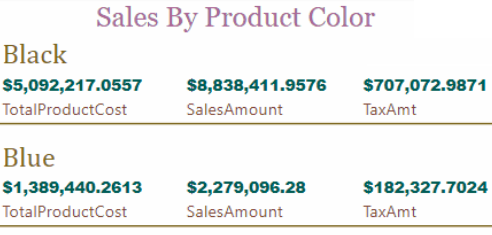 Sales By Product Color
Black
$5,092,217.0557 $8,838,411.9576 $707,072.9871
TotalProductCost SalesAmount TaxAmt
Blue
$1,389,440.2613 $2,279,096.28 $182,327.7024
TotalProductCost SalesAmount TaxAmt